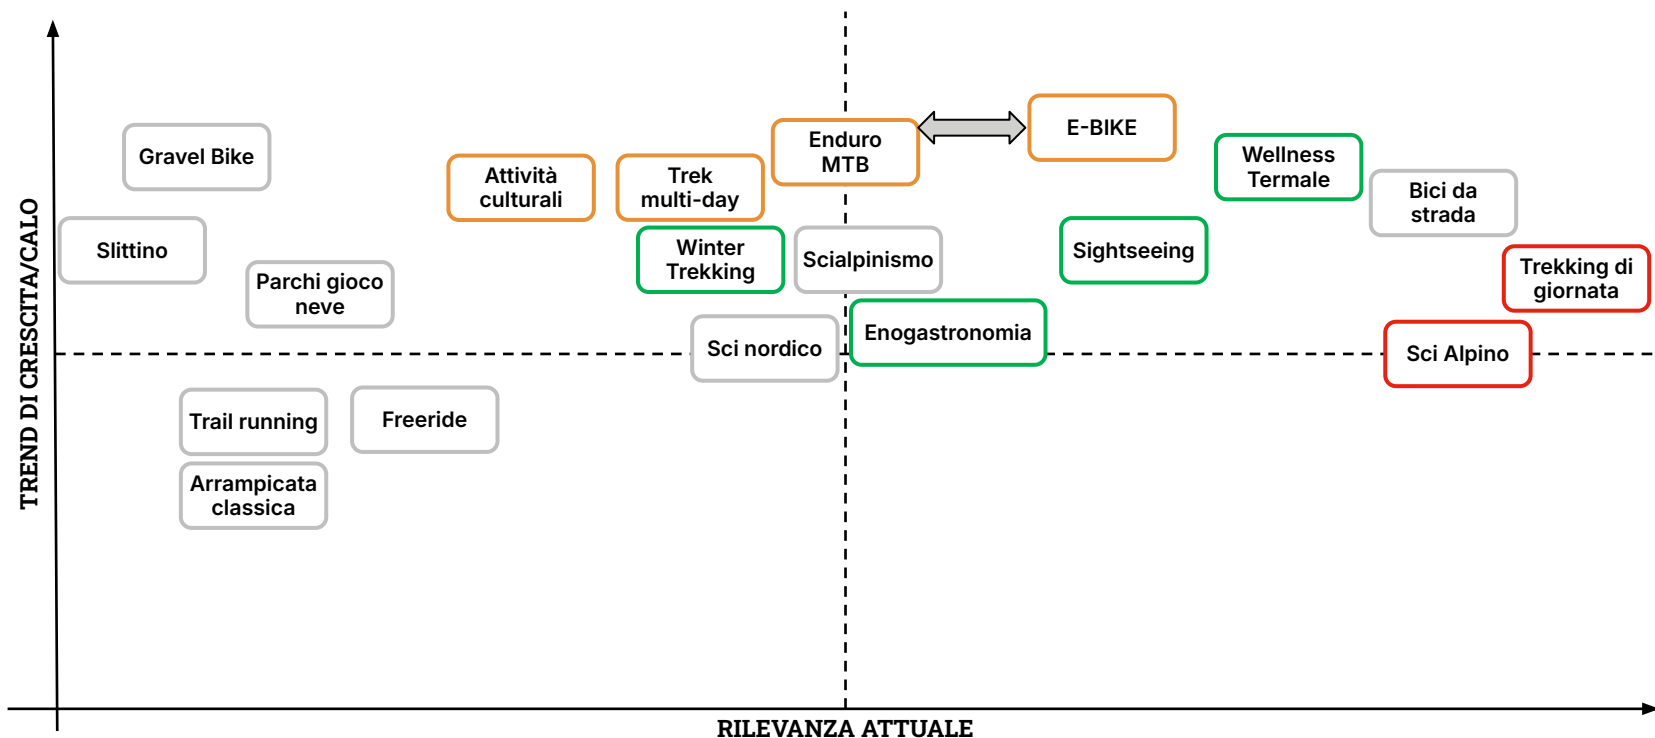 TREND DI CRESCITA/CALO
Gravel Bike
Slittino
Parchi gioco
neve
Attività
culturali
Trek
multi-day
Enduro
MTB
E-BIKE
Wellness
Termale
Bici da
strada
Winter
Trekking
Scialpinismo
Sightseeing
Trekking di
giornata
Sci nordico
Enogastronomia
Sci Alpino
Trail running
Freeride
Arrampicata
classica
RILEVANZA ATTUALE